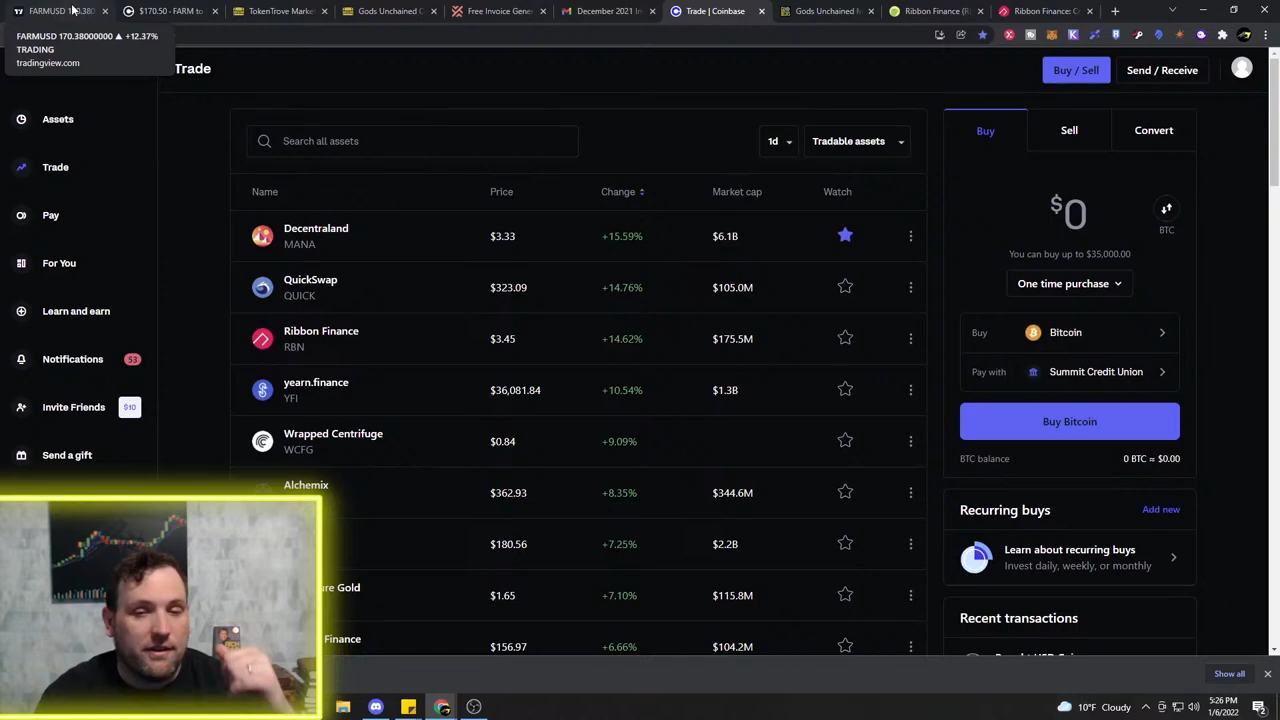 FARMUSD 170.380
$170.50 - FARM to
TokenTrove Market
Gods Unchained C
Free Invoice Gener
December 2021 In
Trade | Coinbase
Gods Unchained DE
Ribbon Finance (R
Ribbon Finance C
FARMUSD 170.38000000 ▲ +12.37%
TRADING
tradingview.com
Trade
Buy / Sell
Send / Receive
Assets
Trade
Pay
For You
Learn and earn
Notifications 53
Invite Friends $10
Send a gift
Search all assets
1d
Tradable assets
Name Price Change Market cap Watch
Decentraland
MANA
$3.33 +15.59% $6.1B
QuickSwap
QUICK
$323.09 +14.76% $105.0M
Ribbon Finance
RBN
$3.45 +14.62% $175.5M
yearn.finance
YFI
$36,081.84 +10.54% $1.3B
Wrapped Centrifuge
WCFG
$0.84 +9.09%
Alchemix
$362.93 +8.35% $344.6M
$180.56 +7.25% $2.2B
ure Gold
$1.65 +7.10% $115.8M
Finance
$156.97 +6.66% $104.2M
Buy Sell Convert
$0
BTC
You can buy up to $35,000.00
One time purchase
Buy Bitcoin
Pay with Summit Credit Union
Buy Bitcoin
BTC balance 0 BTC ≈ $0.00
Recurring buys Add new
Learn about recurring buys
Invest daily, weekly, or monthly
Recent transactions
Show all
10°F Cloudy
5:26 PM
1/6/2022
2